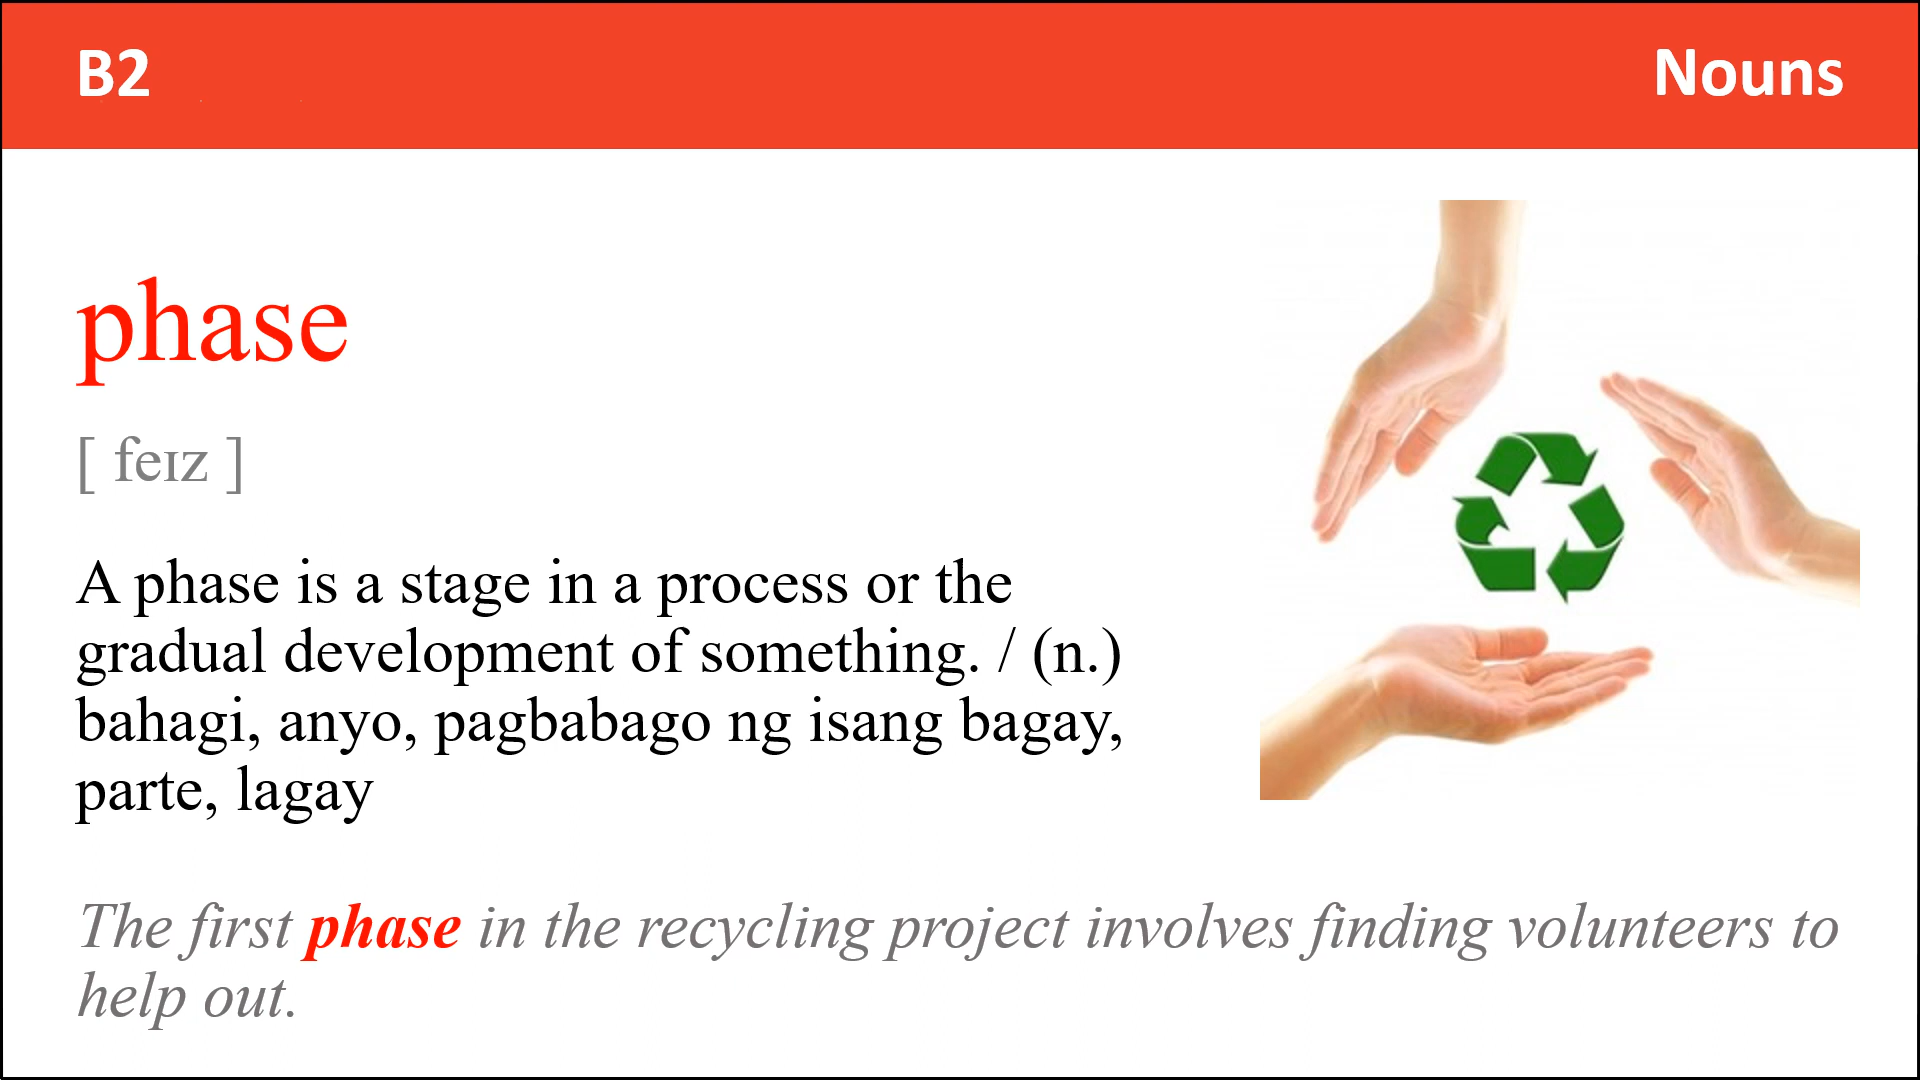 B2
Nouns
phase
[ feɪz ]
A phase is a stage in a process or the
gradual development of something. / (n.)
bahagi, anyo, pagbabago ng isang bagay,
parte, lagay
The first phase in the recycling project involves finding volunteers to
help out.